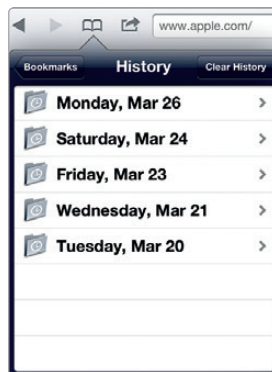 www.apple.com/
Bookmarks History Clear History
Monday, Mar 26
Saturday, Mar 24
Friday, Mar 23
Wednesday, Mar 21
Tuesday, Mar 20